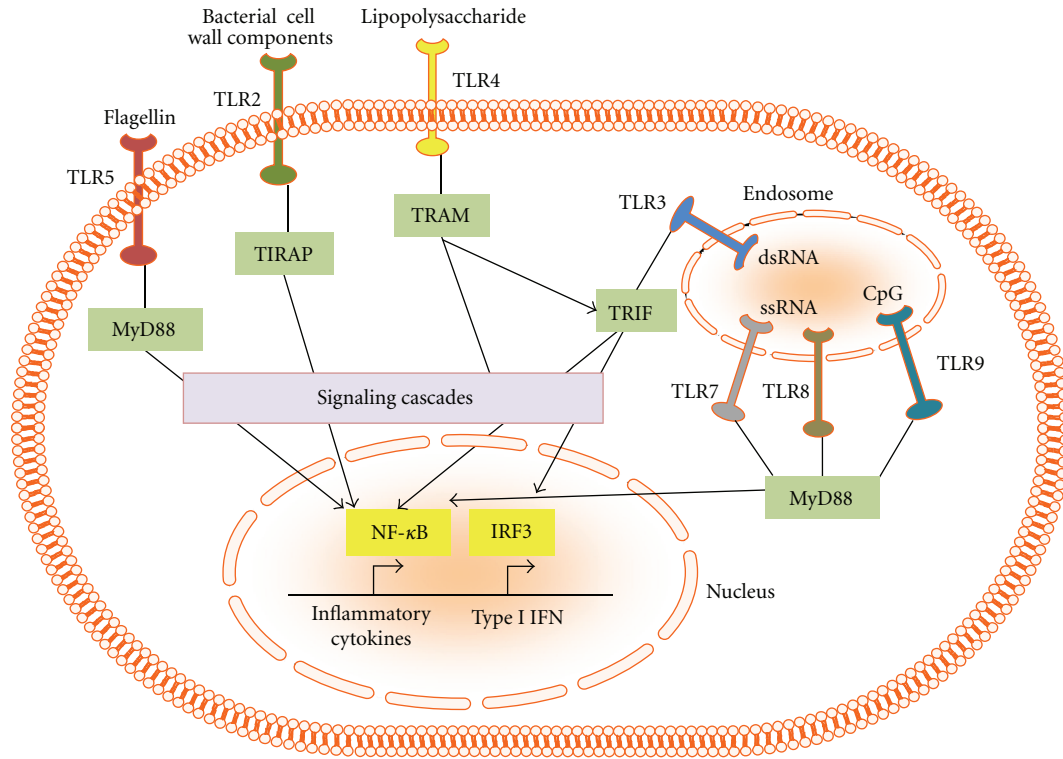 Bacterial cell
wall components
Lipopolysaccharide
TLR2
TLR4
Flagellin
TLR5
TRAM
TLR3
Endosome
TIRAP
dsRNA
MyD88
TRIF
ssRNA
CpG
Signaling cascades
TLR7
TLR8
TLR9
MyD88
NF-κB
IRF3
Nucleus
Inflammatory
cytokines
Type I IFN